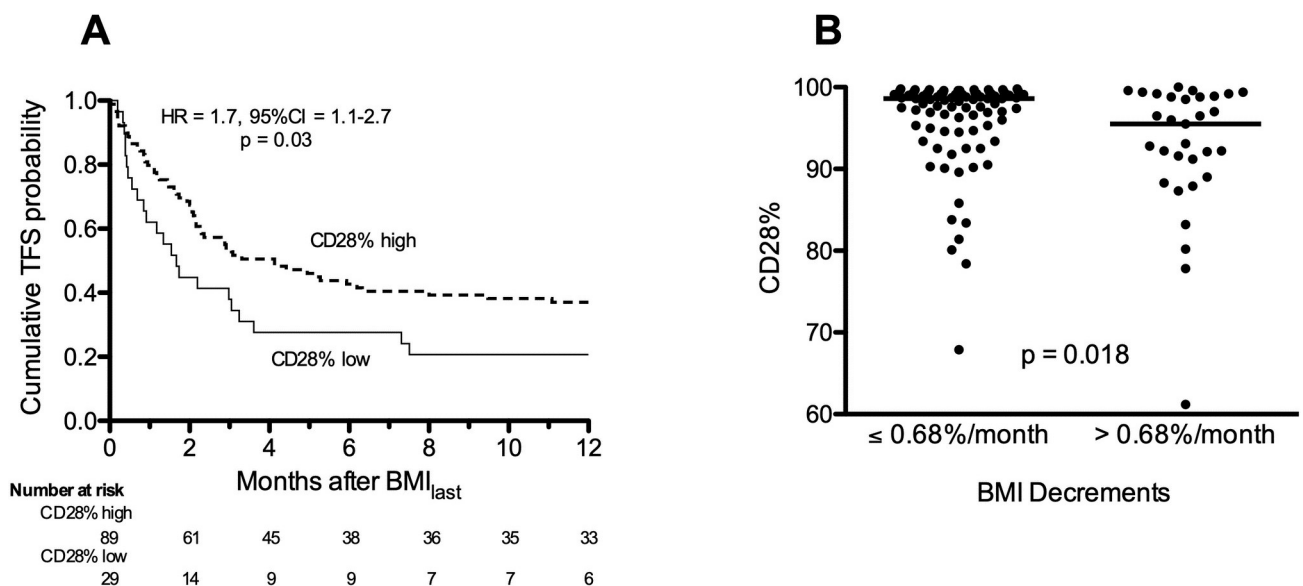 A
Cumulative TFS probability
1.0
0.8
0.6
0.4
0.2
0.0
HR = 1.7, 95%CI = 1.1-2.7
p = 0.03
CD28% high
CD28% low
0 2 4 6 8 10 12
Months after BMIlast
Number at risk
CD28% high
89 61 45 38 36 35 33
CD28% low
29 14 9 9 7 7 6
B
CD28%
100
90
80
70
60
p = 0.018
≤ 0.68%/month > 0.68%/month
BMI Decrements